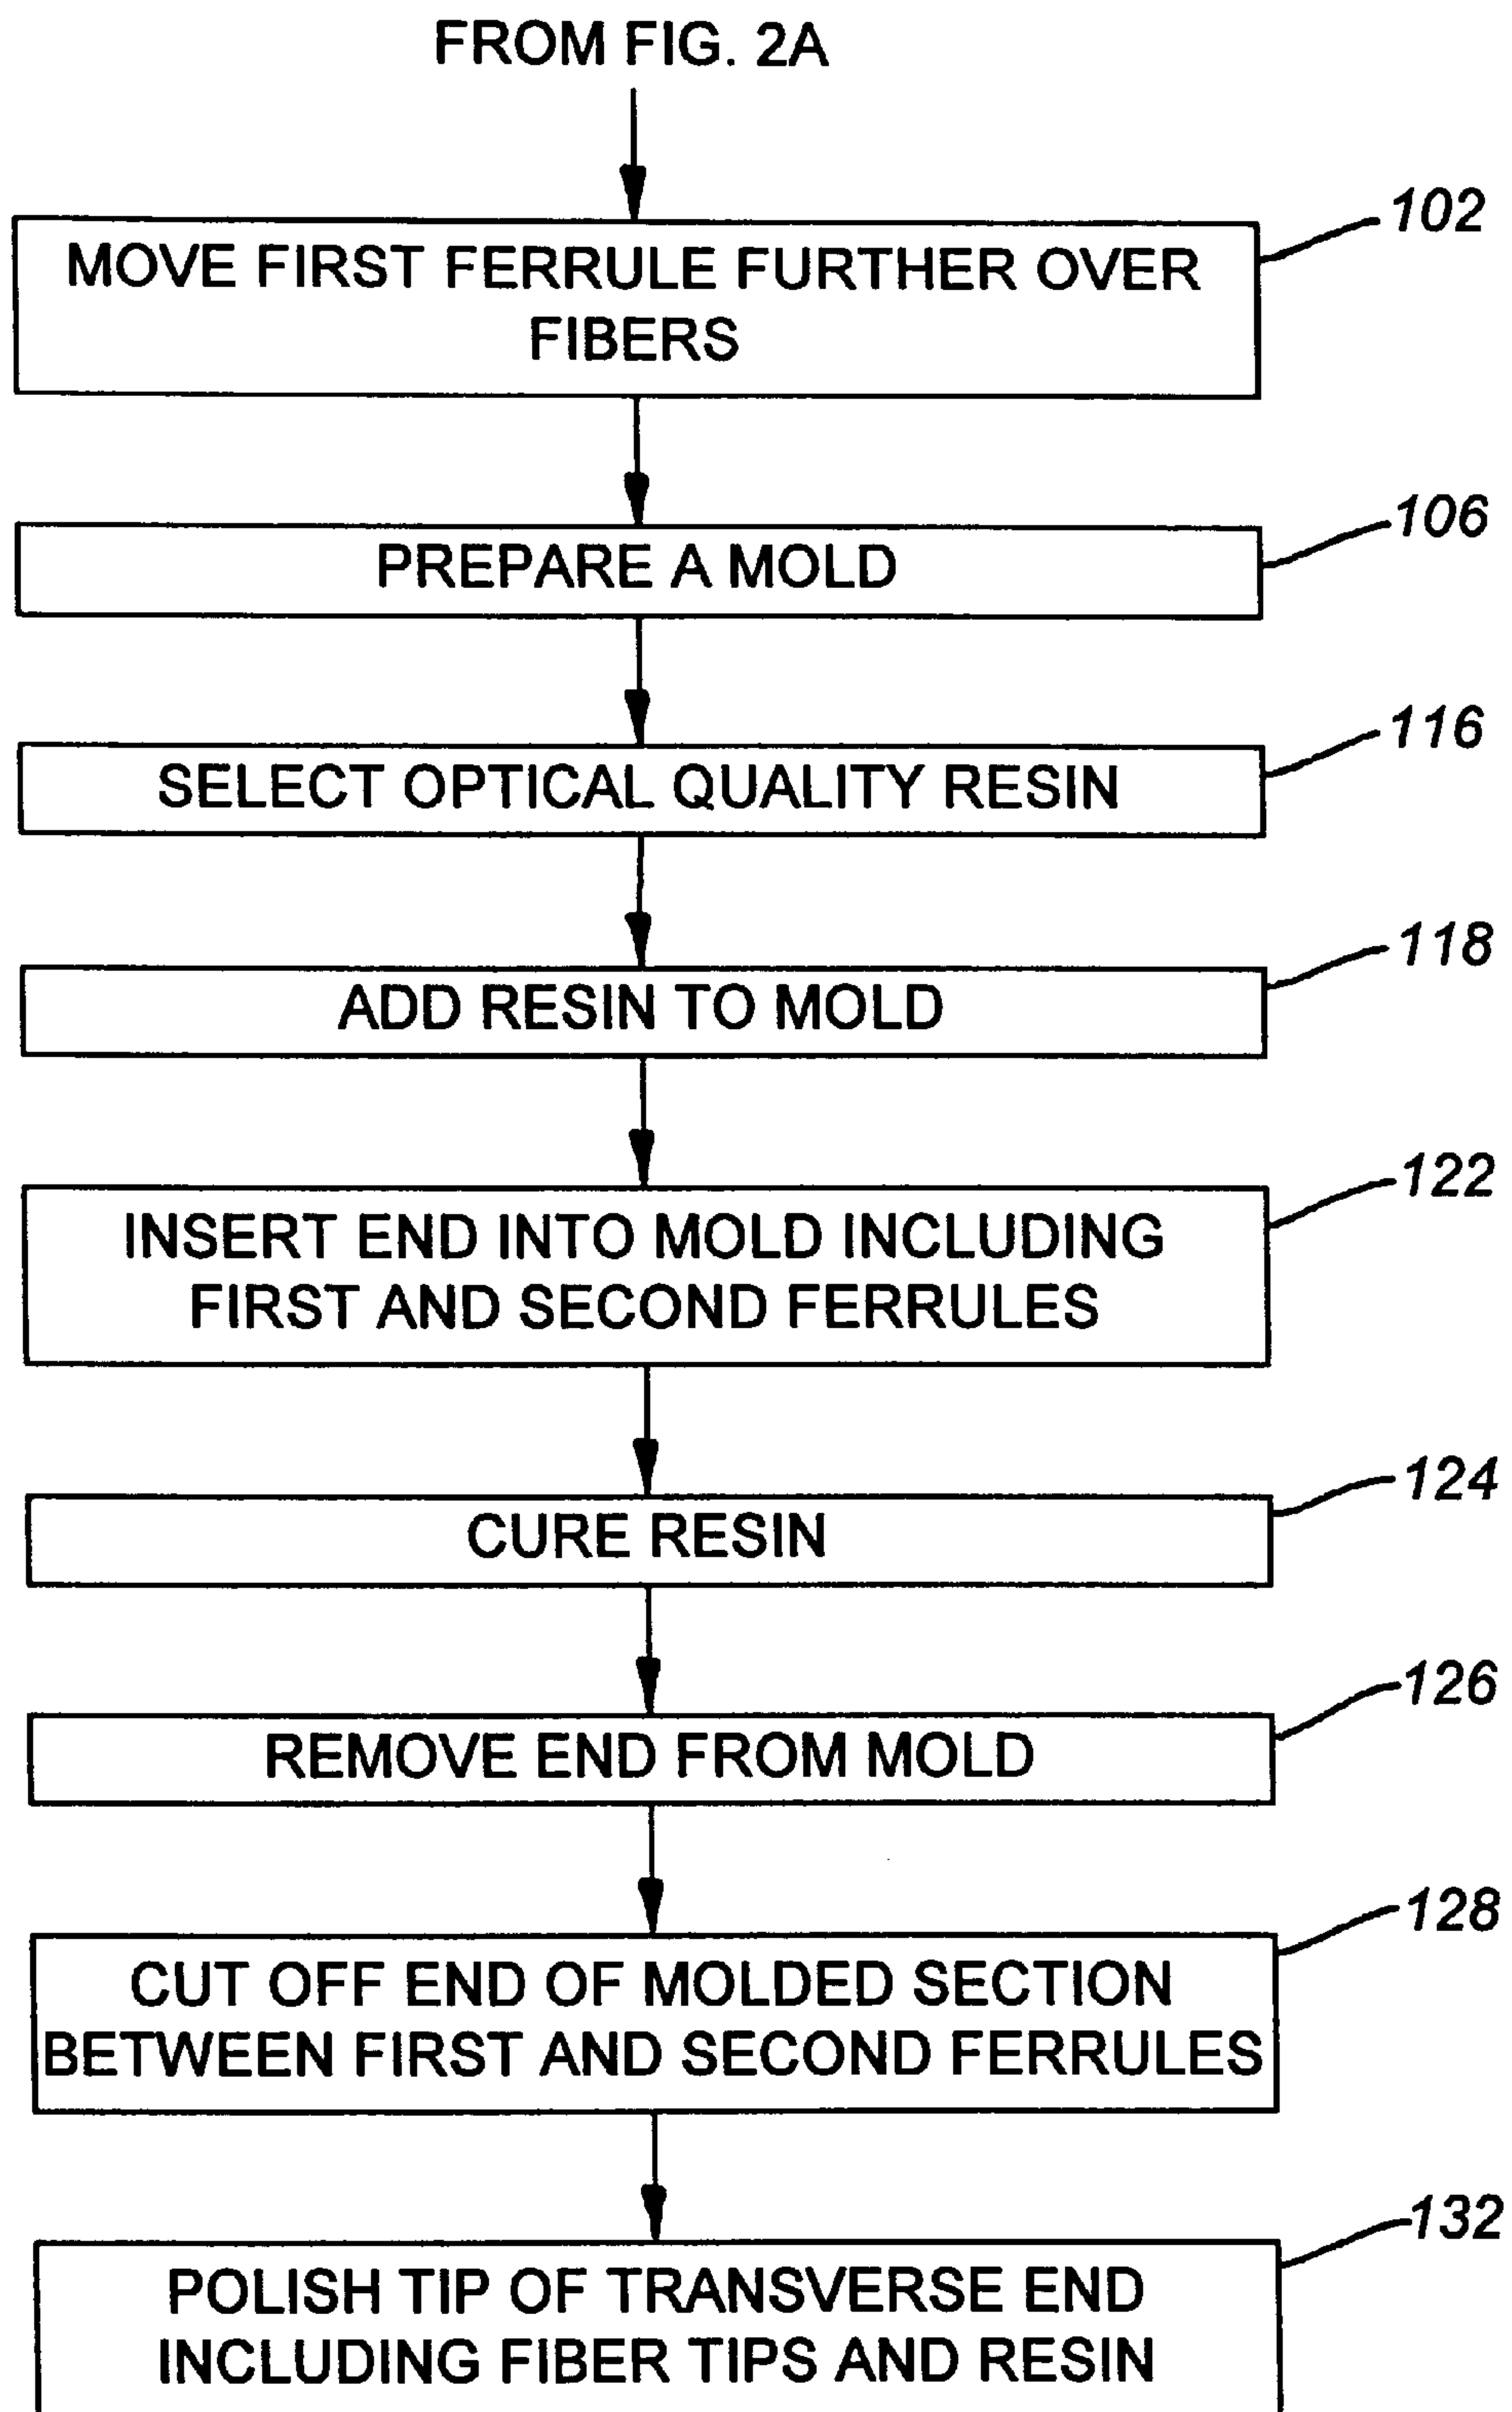 FROM FIG. 2A
102
MOVE FIRST FERRULE FURTHER OVER
FIBERS
106
PREPARE A MOLD
116
SELECT OPTICAL QUALITY RESIN
118
ADD RESIN TO MOLD
122
INSERT END INTO MOLD INCLUDING
FIRST AND SECOND FERRULES
124
CURE RESIN
126
REMOVE END FROM MOLD
128
CUT OFF END OF MOLDED SECTION
BETWEEN FIRST AND SECOND FERRULES
132
POLISH TIP OF TRANSVERSE END
INCLUDING FIBER TIPS AND RESIN